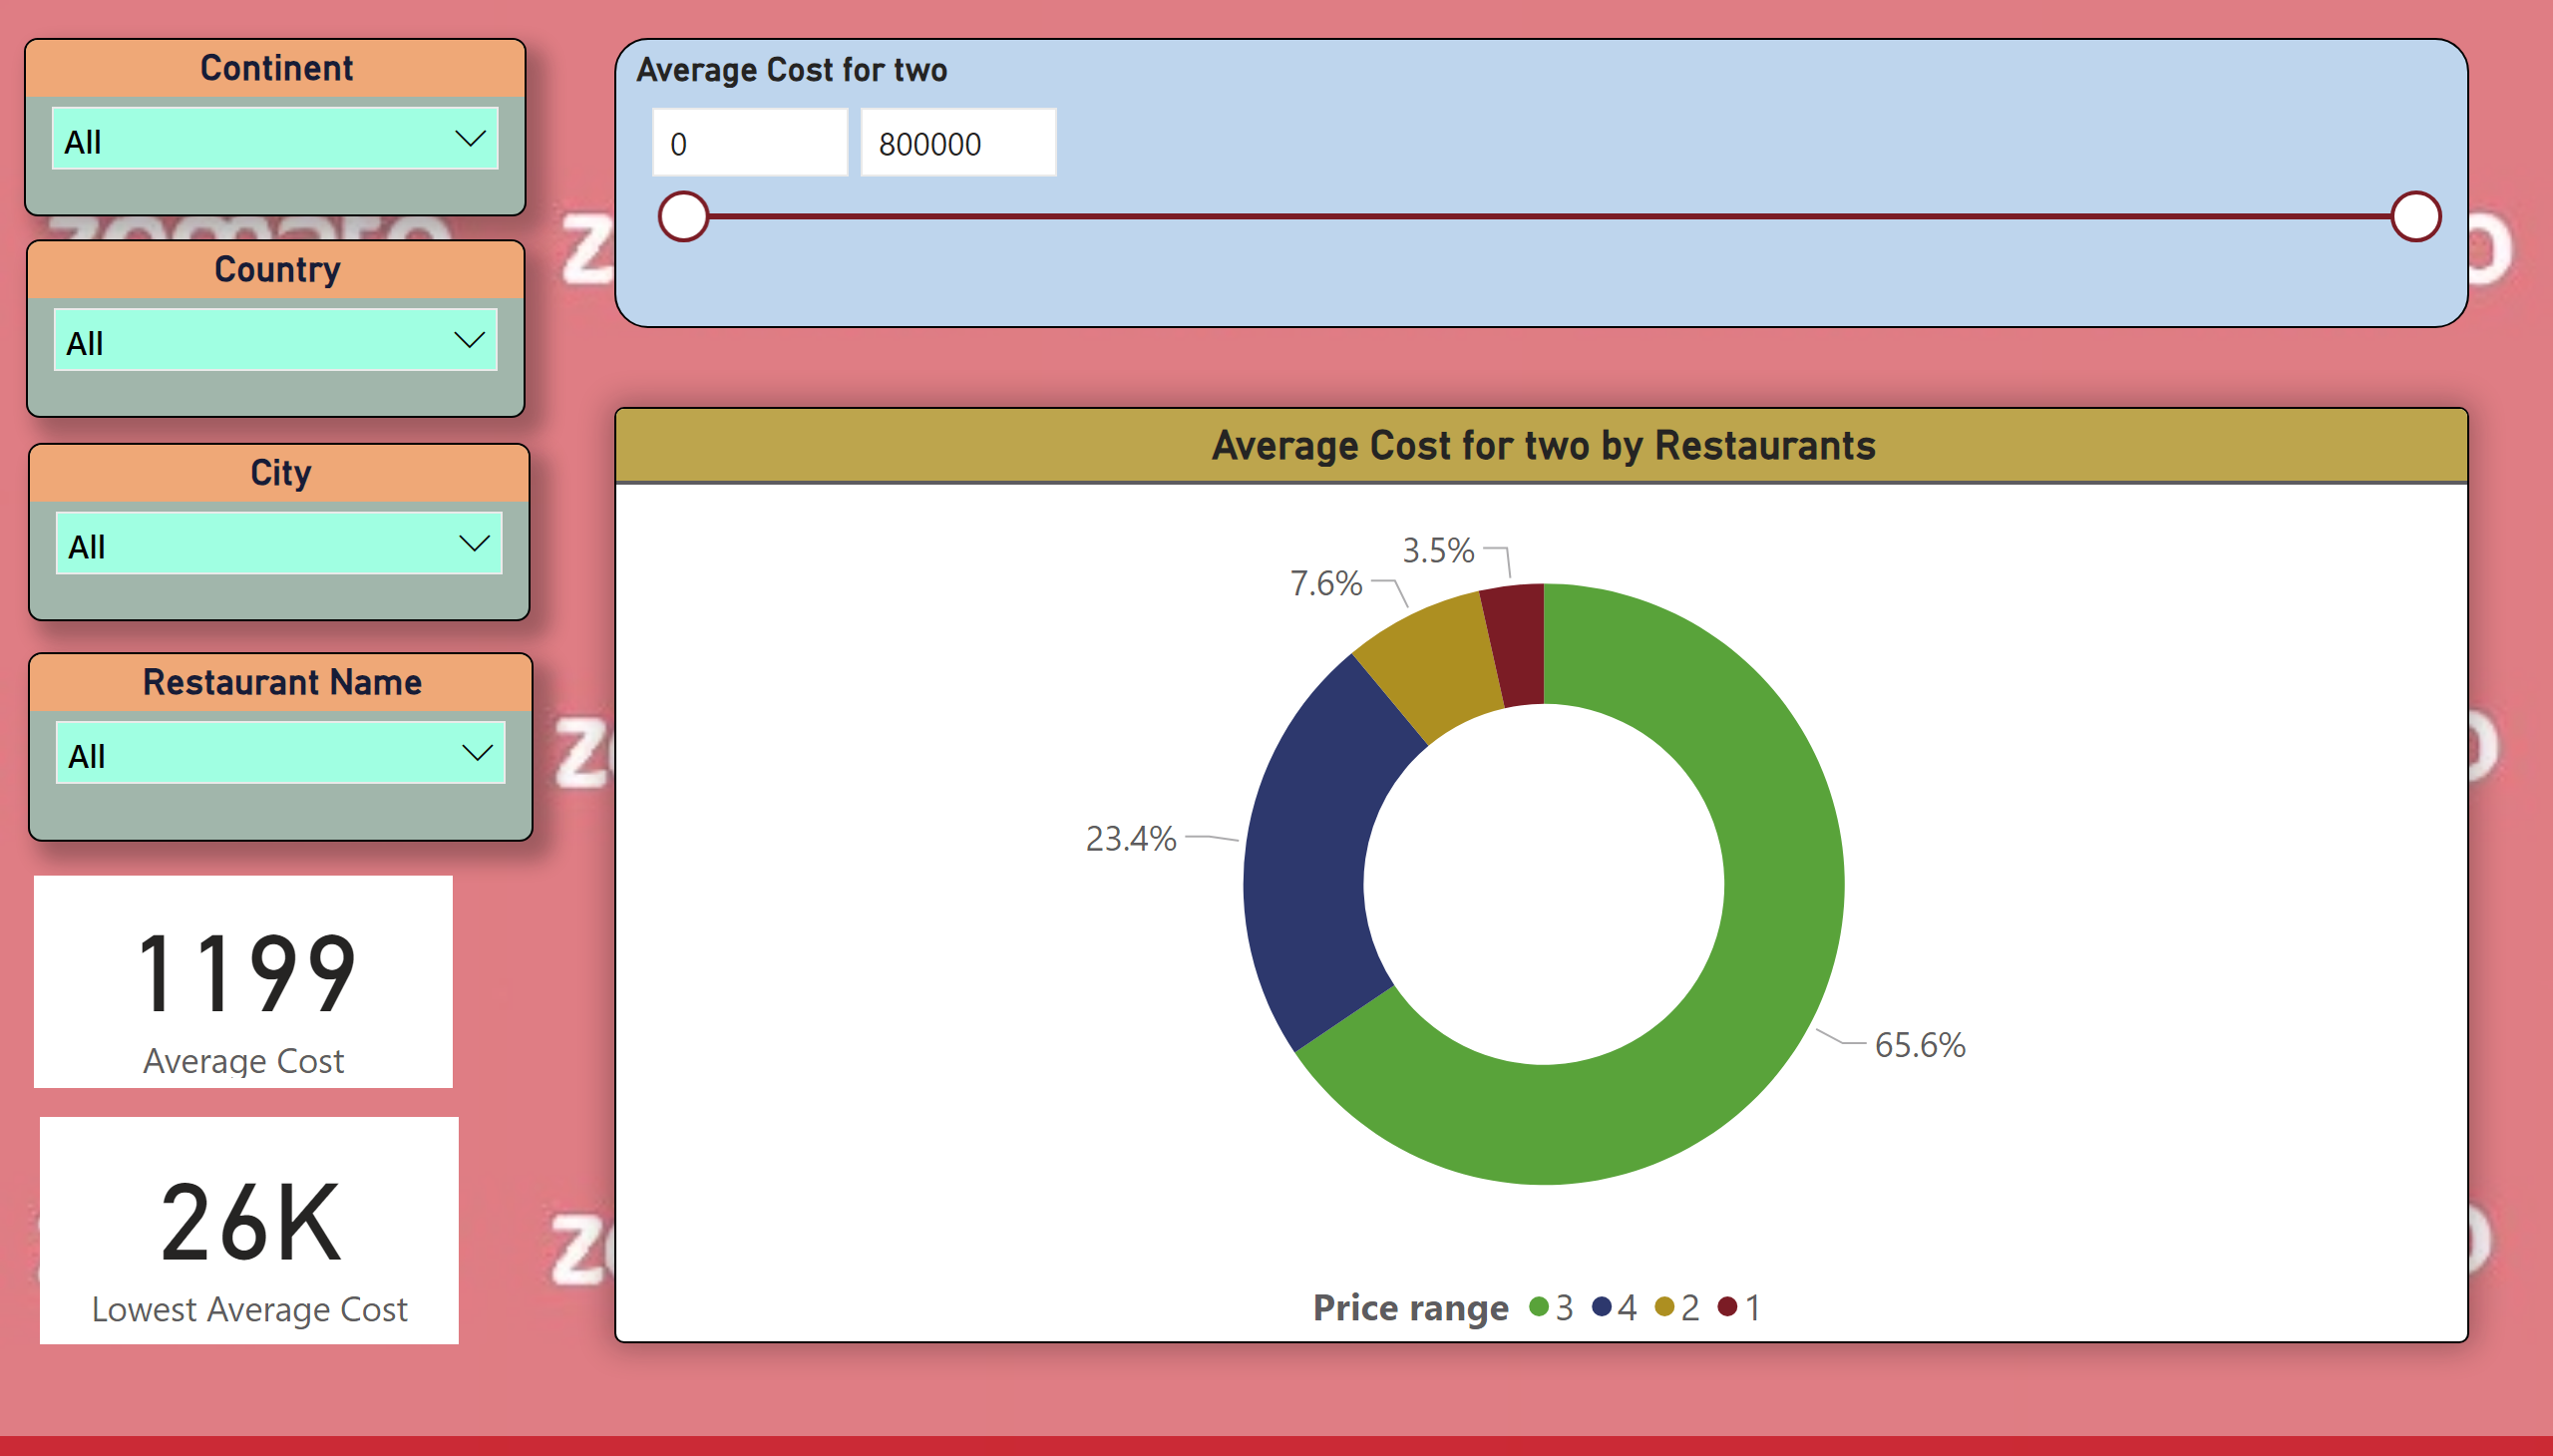 Continent
All
Country
All
City
All
Restaurant Name
All
1199
Average Cost
26K
Lowest Average Cost
Average Cost for two
0
800000
Average Cost for two by Restaurants
3.5%
7.6%
23.4%
65.6%
Price range 3 4 2 1
zomato